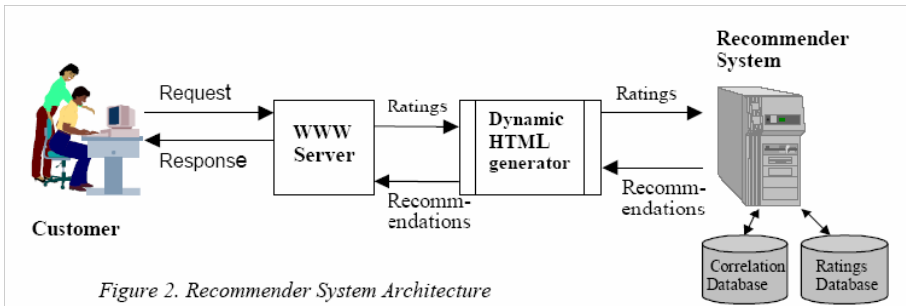 Recommender
System
Request
Ratings
Ratings
WWW
Server
Dynamic
HTML
generator
Response
Recomm-
endations
Recomm-
endations
Customer
Correlation
Database
Ratings
Database
Figure 2. Recommender System Architecture